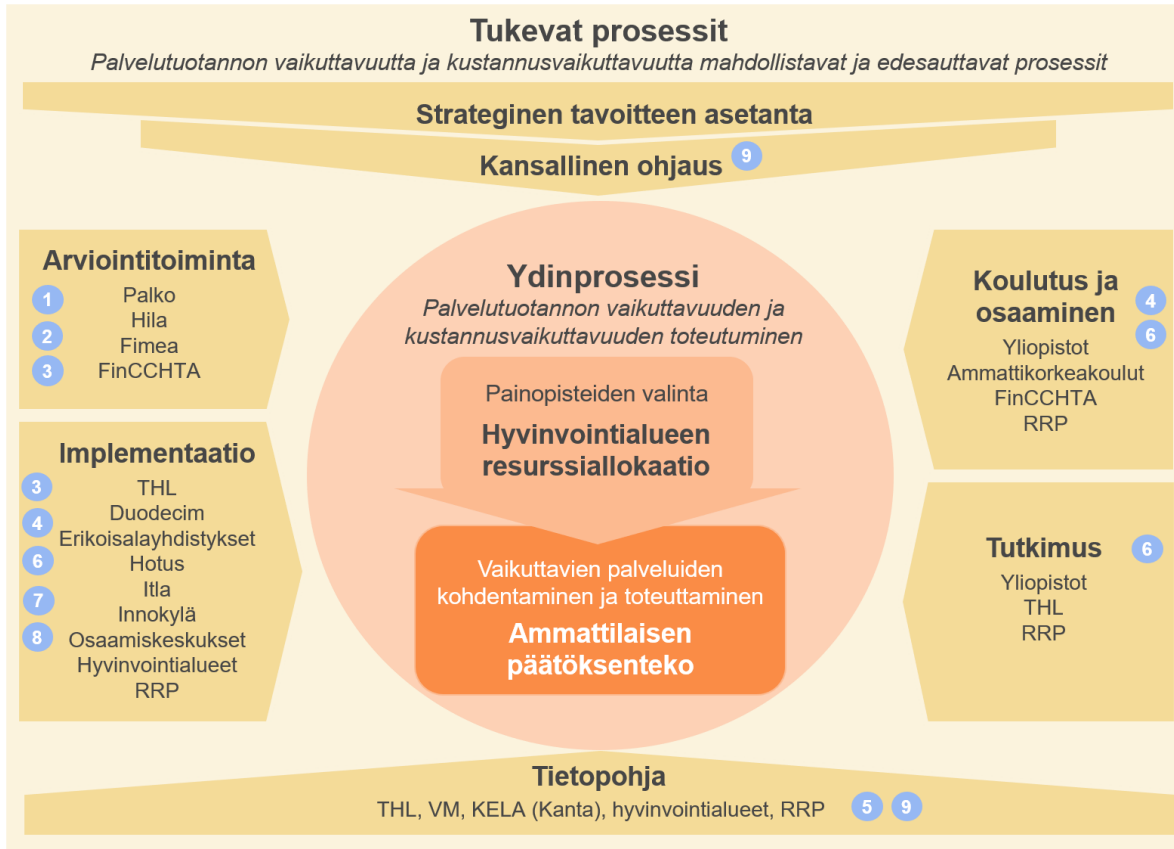 Tukevat prosessit
Palvelutuotannon vaikuttavuutta ja kustannusvaikuttavuutta mahdollistavat ja edesauttavat prosessit
Strateginen tavoitteen asetanta
Kansallinen ohjaus 9
Arviointitoiminta
1 Palko
Hila
2 Fimea
3 FinCCHTA
Implementaatio
3 THL
4 Duodecim
Erikoisalayhdistykset
6 Hotus
7 Itla
Innokylä
8 Osaamiskeskukset
Hyvinvointialueet
RRP
Ydinprosessi
Palvelutuotannon vaikuttavuuden ja
kustannusvaikuttavuuden toteutuminen
Painopisteiden valinta
Hyvinvointialueen
resurssiallokaatio
Vaikuttavien palveluiden
kohdentaminen ja toteuttaminen
Ammattilaisen
päätöksenteko
Koulutus ja
osaaminen 4
6
Yliopistot
Ammattikorkeakoulut
FinCCHTA
RRP
Tutkimus 6
Yliopistot
THL
RRP
Tietopohja
THL, VM, KELA (Kanta), hyvinvointialueet, RRP 5 9